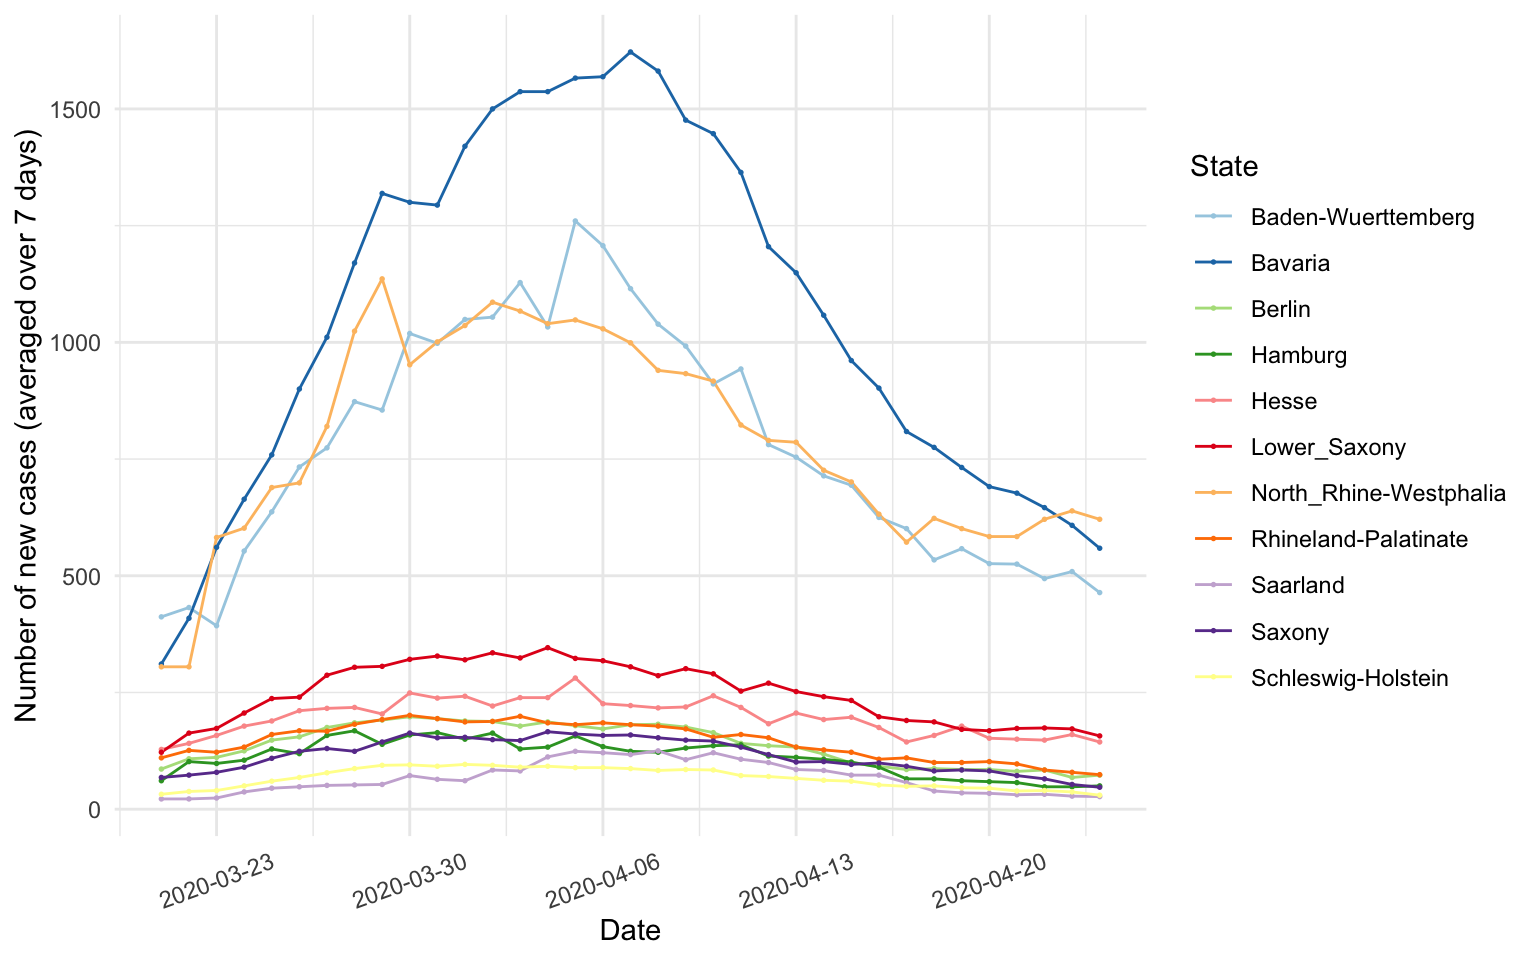 Number of new cases (averaged over 7 days)
1500
1000
500
0
2020-03-23
2020-03-30
2020-04-06
2020-04-13
2020-04-20
Date
State
Baden-Wuerttemberg
Bavaria
Berlin
Hamburg
Hesse
Lower_Saxony
North_Rhine-Westphalia
Rhineland-Palatinate
Saarland
Saxony
Schleswig-Holstein